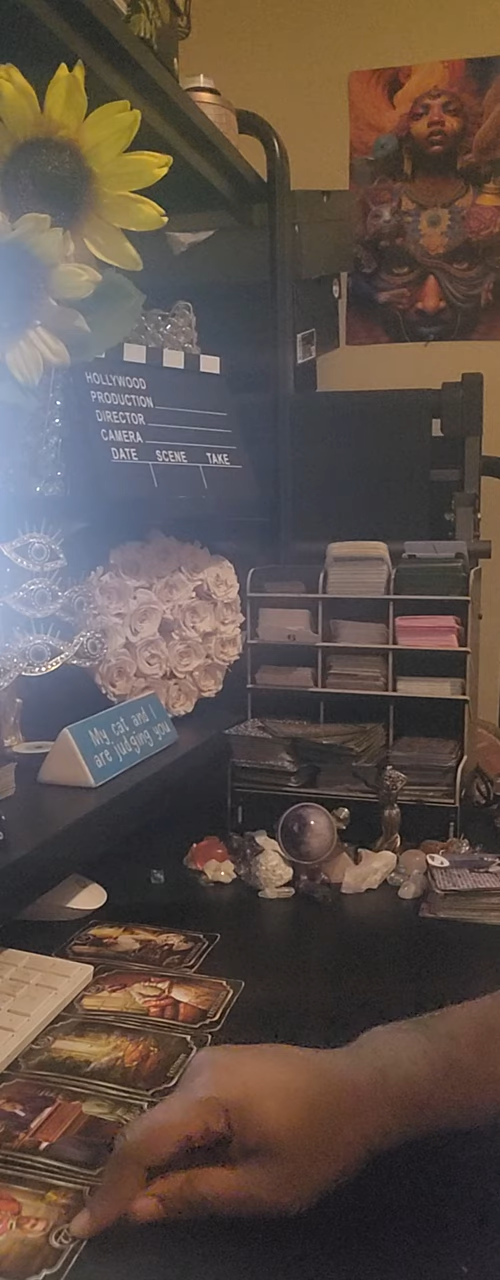 HOLLYWOOD
PRODUCTION
DIRECTOR
CAMERA
DATE SCENE TAKE
My cat and I
are judging you